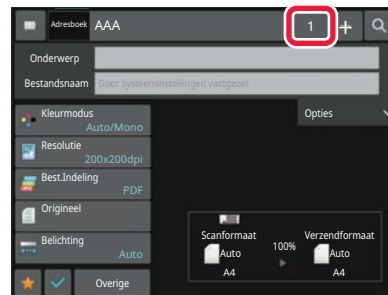 Adresboek AAA 1
Onderwerp
Bestandsnaam Door systeeminstellingen vastgezet
Kleurmodus
Auto/Mono
Opties
Resolutie
200x200dpi
Best.Indeling
PDF
Origineel
Belichting
Auto
Scanformaat Verzendformaat
Auto 100% Auto
A4 A4
Overige